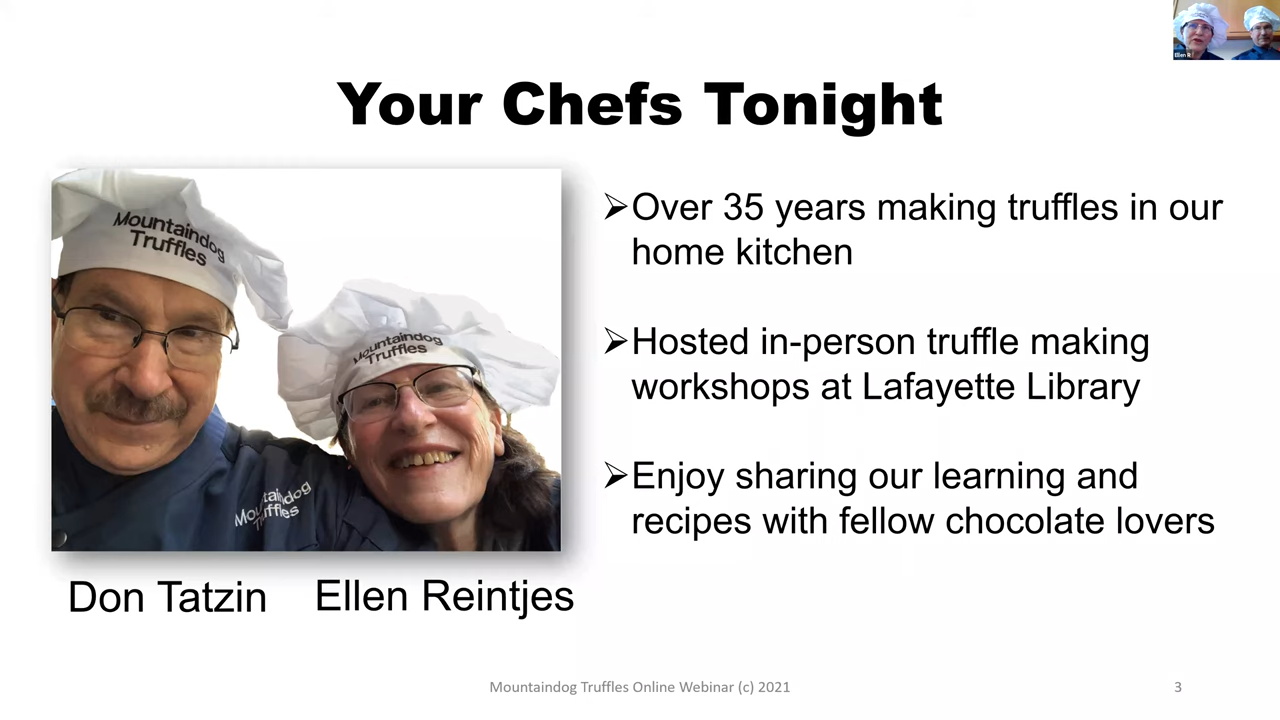 Mountaindog
Ellen R
Your Chefs Tonight
Mountaindog
Truffles
Mountaindog
Truffles
Mountaindog
Truffles
➢Over 35 years making truffles in our
home kitchen
➢Hosted in-person truffle making
workshops at Lafayette Library
➢Enjoy sharing our learning and
recipes with fellow chocolate lovers
Don Tatzin
Ellen Reintjes
Mountaindog Truffles Online Webinar (c) 2021
3